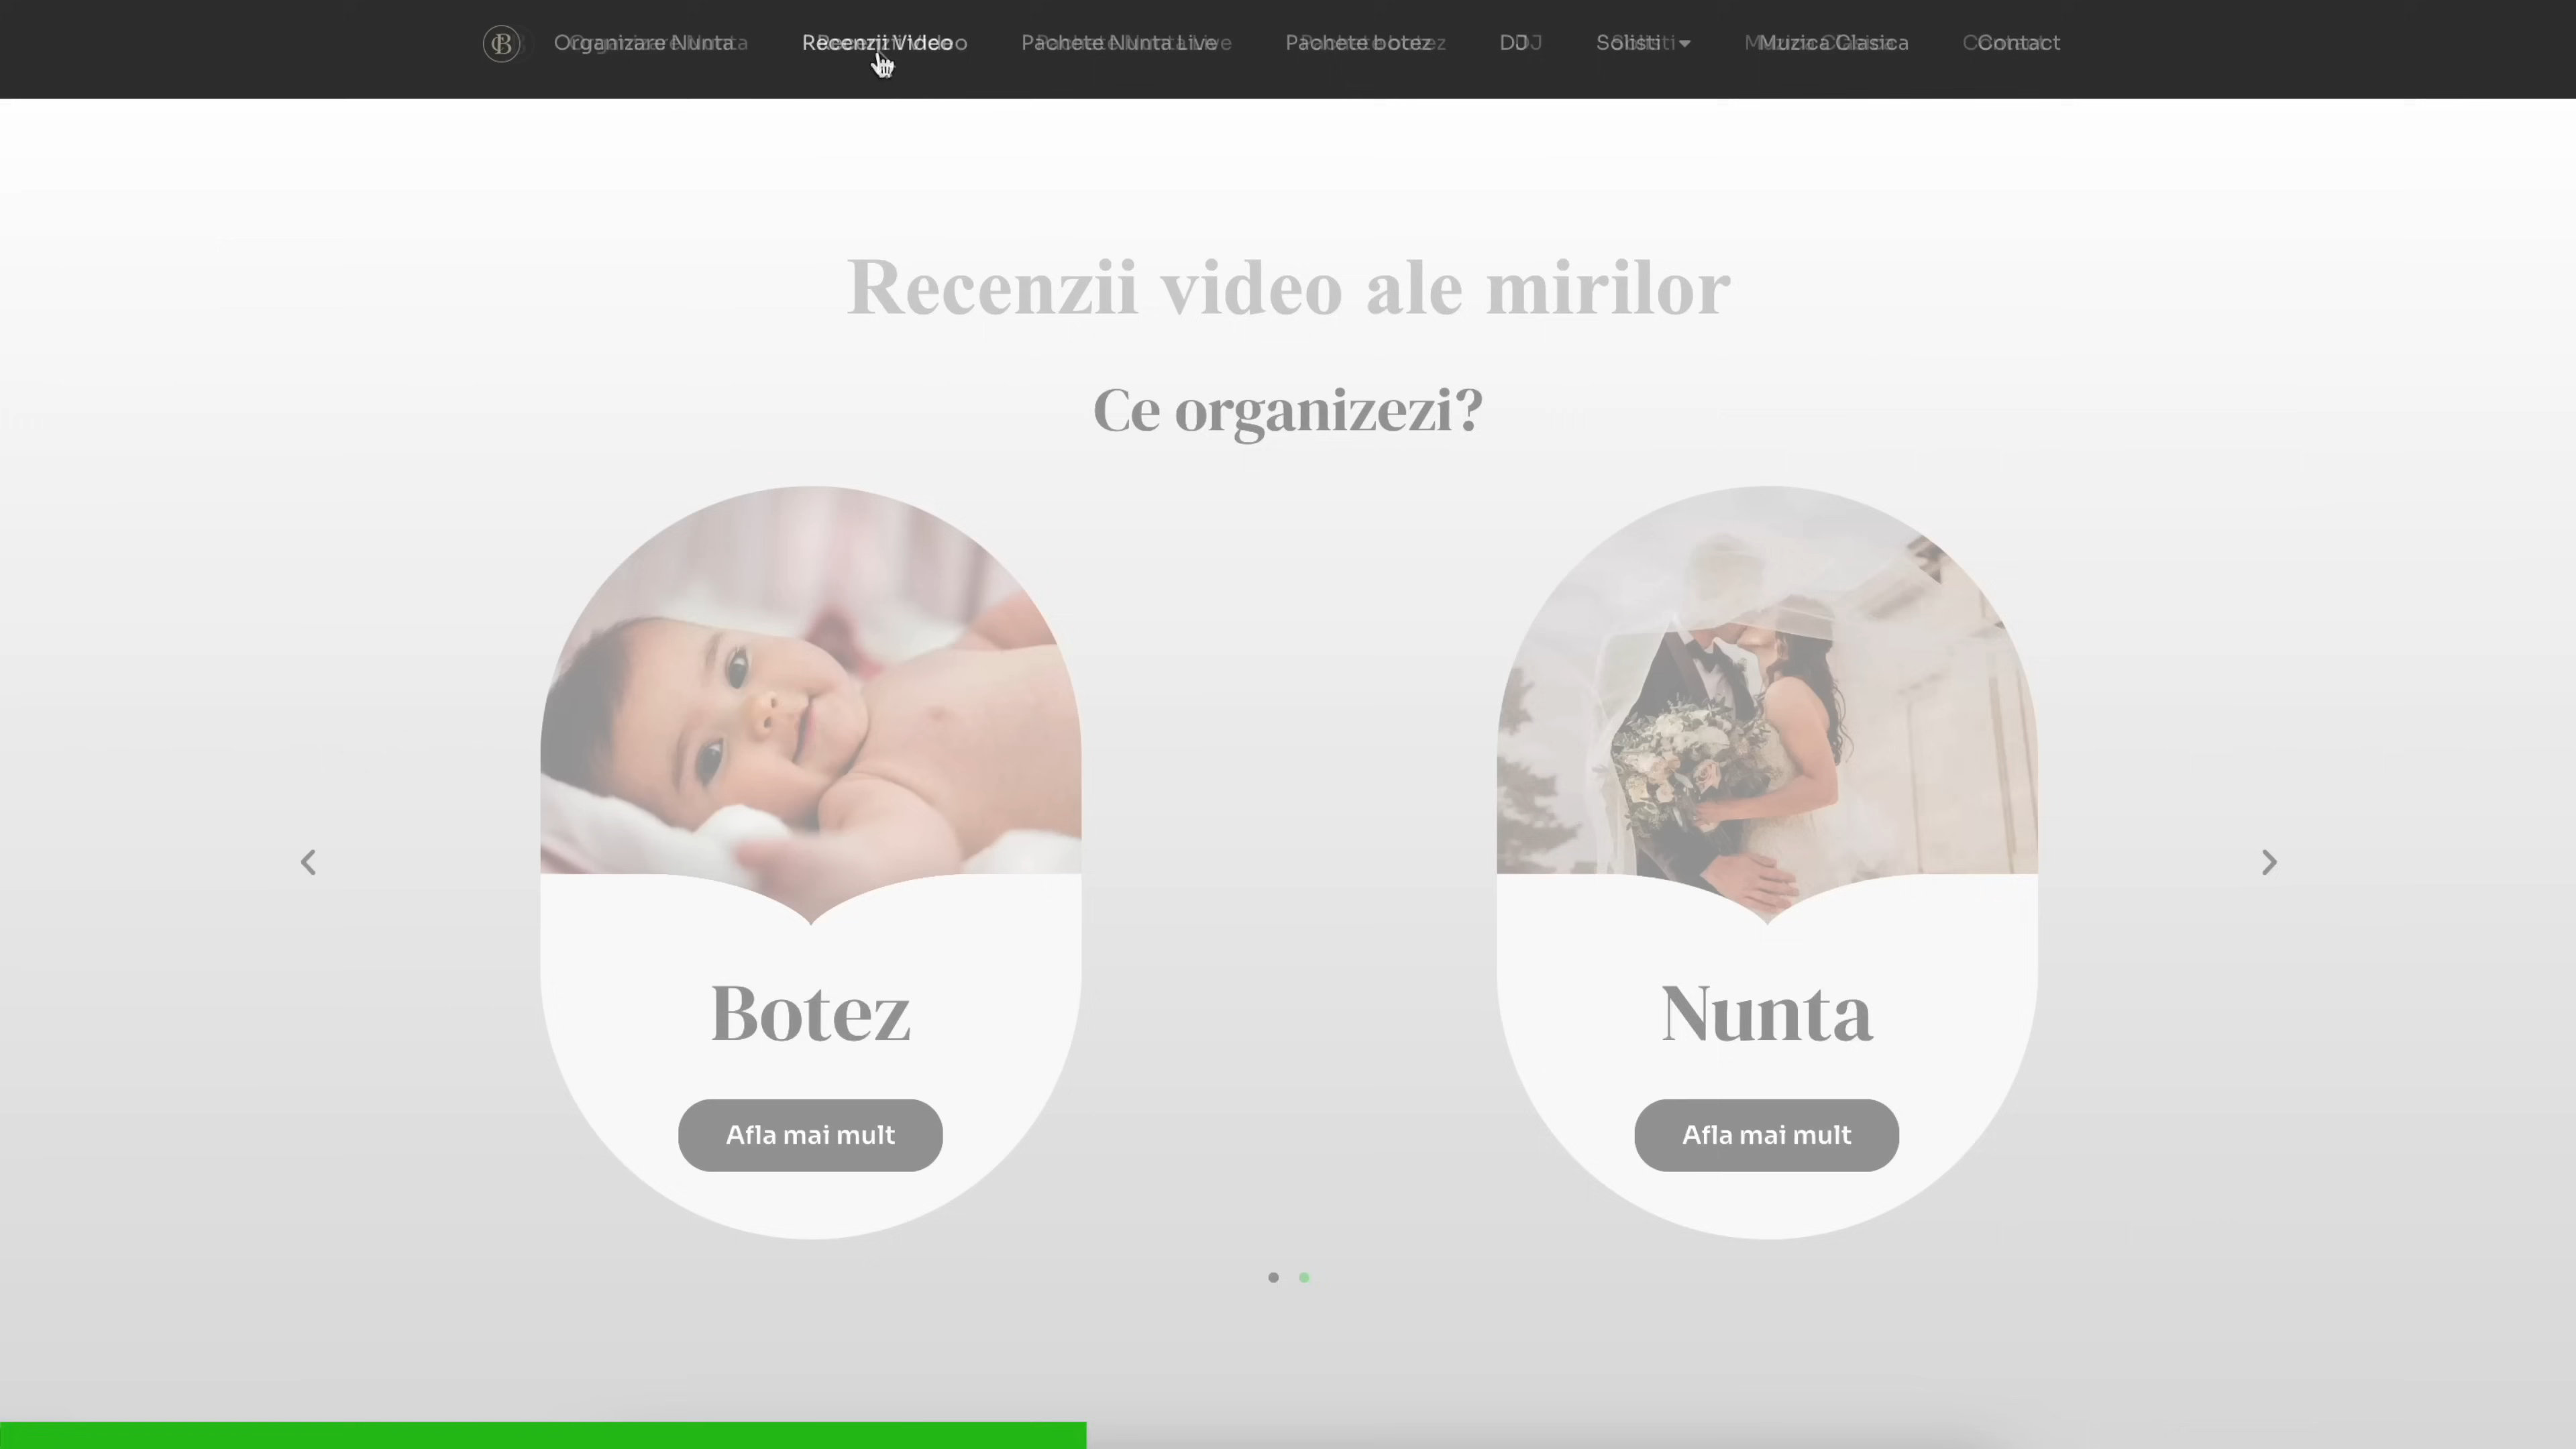 Organizare Nunta Recenzii Video Pachete Nunta Live Pachete botez DJ Solisti Muzica Clasica Contact
Recenzii video ale mirilor
Ce organizezi?
Botez
Nunta
Afla mai mult
Afla mai mult